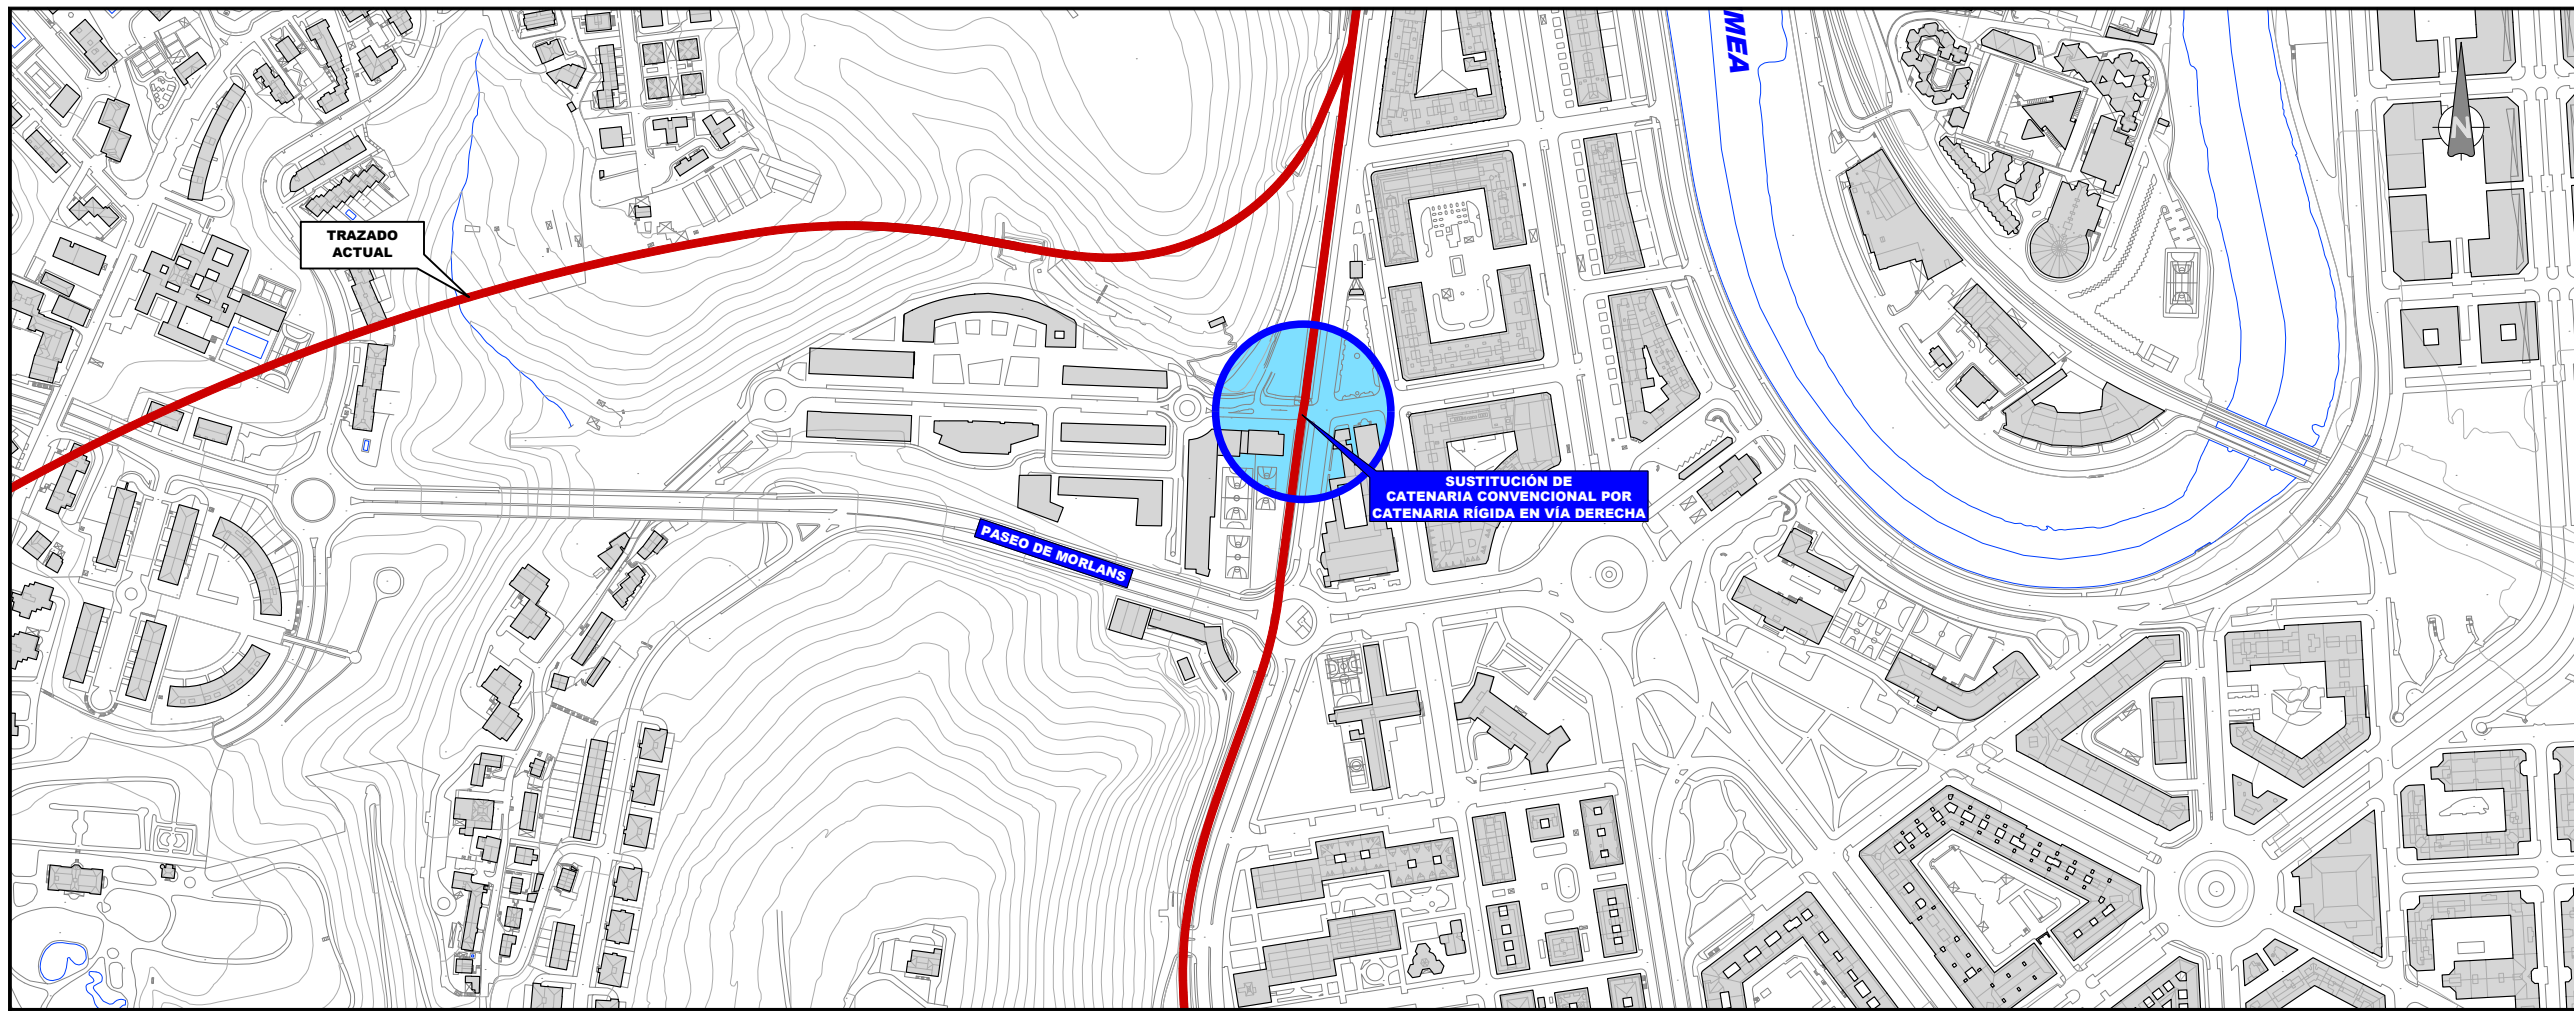 MEA
N
TRAZADO
ACTUAL
SUSTITUCIÓN DE
CATENARIA CONVENCIONAL POR
CATENARIA RÍGIDA EN VÍA DERECHA
PASEO DE MORLANS